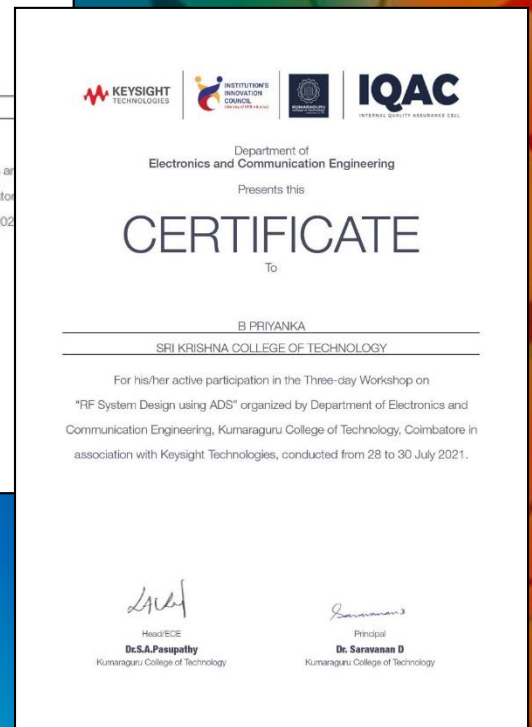 KEYSIGHT
TECHNOLOGIES
INSTITUTION'S
INNOVATION
COUNCIL
KUMARAGURU
IQAC
INTERNAL QUALITY ASSURANCE CELL
Department of
Electronics and Communication Engineering
Presents this
CERTIFICATE
To
B PRIYANKA
SRI KRISHNA COLLEGE OF TECHNOLOGY
For his/her active participation in the Three-day Workshop on
"RF System Design using ADS" organized by Department of Electronics and
Communication Engineering, Kumaraguru College of Technology, Coimbatore in
association with Keysight Technologies, conducted from 28 to 30 July 2021.
Head/ECE
Dr.S.A.Pasupathy
Kumaraguru College of Technology
Principal
Dr. Saravanan D
Kumaraguru College of Technology